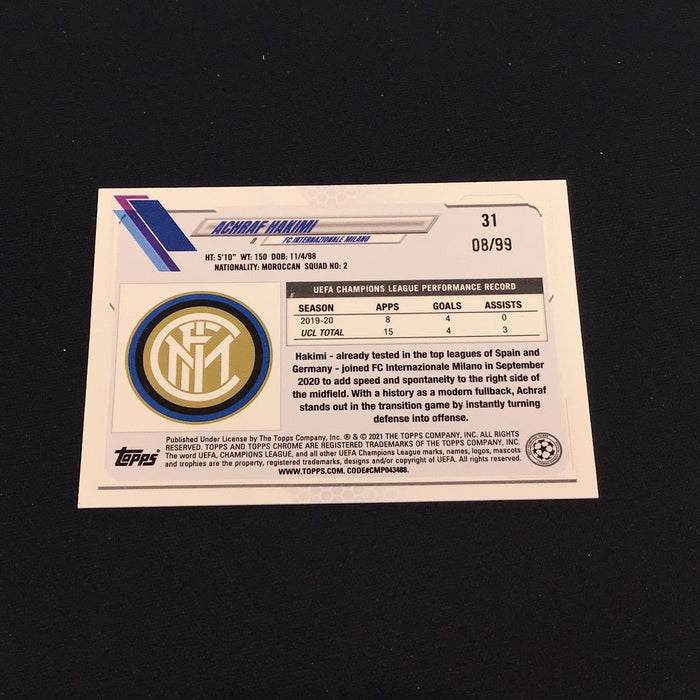 ACHRAF HAKIMI
31
D FC INTERNAZIONALE MILANO
08/99
HT: 5'10" WT: 150 DOB: 11/4/98
NATIONALITY: MOROCCAN SQUAD NO: 2
UEFA CHAMPIONS LEAGUE PERFORMANCE RECORD
SEASON APPS GOALS ASSISTS
2019-20 8 4 0
UCL TOTAL 15 4 3
Hakimi - already tested in the top leagues of Spain and
Germany - joined FC Internazionale Milano in September
2020 to add speed and spontaneity to the right side of
the midfield. With a history as a modern fullback, Achraf
stands out in the transition game by instantly turning
defense into offense.
Published Under License by The Topps Company, Inc. ® & © 2021 THE TOPPS COMPANY, INC. ALL RIGHTS
RESERVED. TOPPS AND TOPPS CHROME ARE REGISTERED TRADEMARKS OF THE TOPPS COMPANY, INC.
The word UEFA, CHAMPIONS LEAGUE, and all other UEFA Champions League marks, names, logos, mascots
and trophies are the property, registered trademarks, designs and/or copyright of UEFA. All rights reserved.
WWW.TOPPS.COM. CODE#CMP043488.
Topps